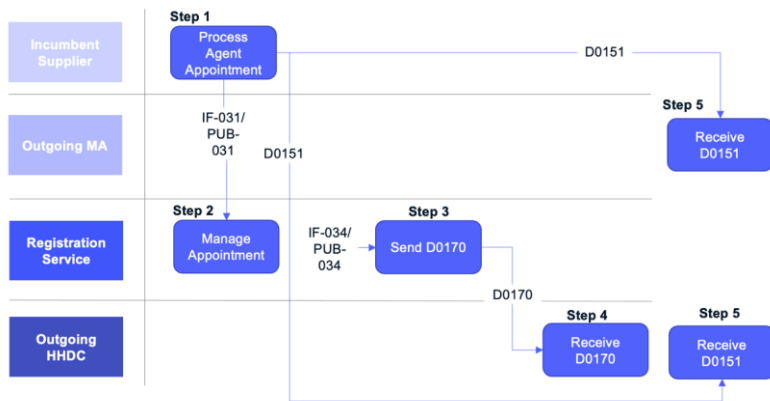 Step 1
Incumbent
Supplier
Process
Agent
Appointment
D0151
IF-031/
PUB-
031
D0151
Step 5
Outgoing MA
Receive
D0151
Step 2
Step 3
Registration
Service
Manage
Appointment
IF-034/
PUB-
034
Send D0170
D0170
Step 4
Step 5
Outgoing
HHDC
Receive
D0170
Receive
D0151